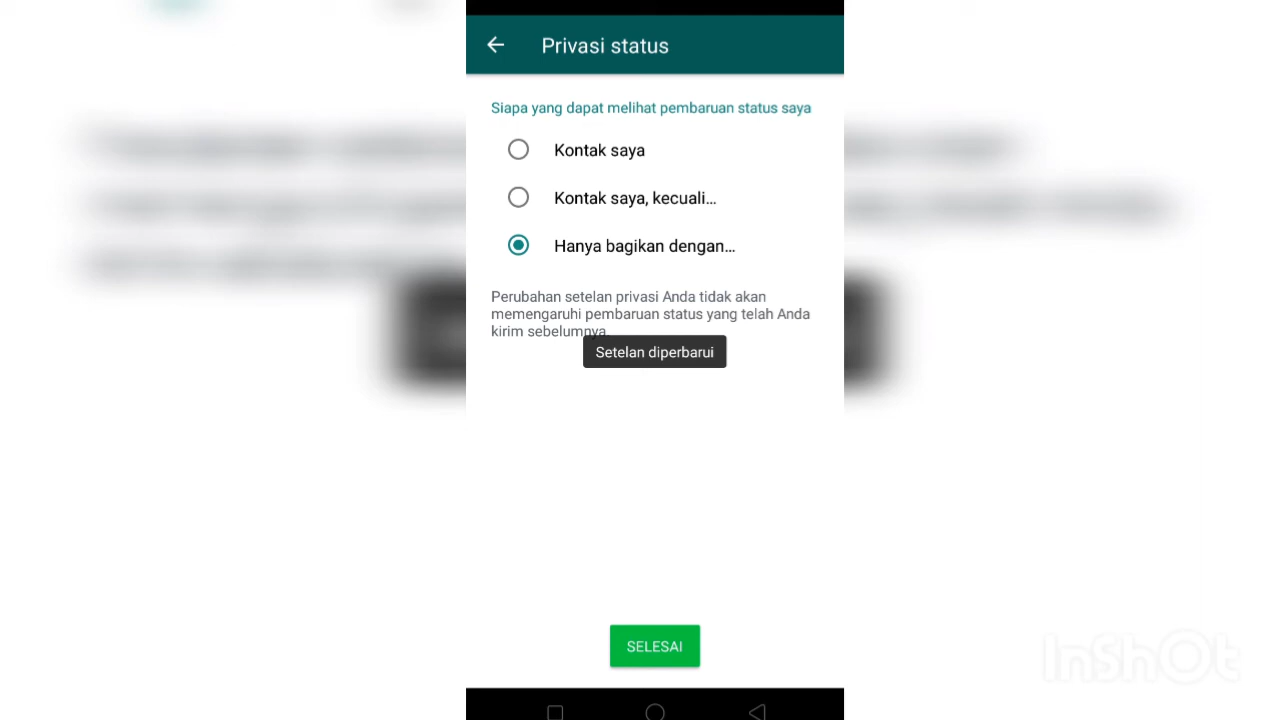 Privasi status
Siapa yang dapat melihat pembaruan status saya
Kontak saya
Kontak saya, kecuali...
Hanya bagikan dengan...
Perubahan setelan privasi Anda tidak akan
memengaruhi pembaruan status yang telah Anda
kirim sebelumnya.
Setelan diperbarui
SELESAI
InShOt